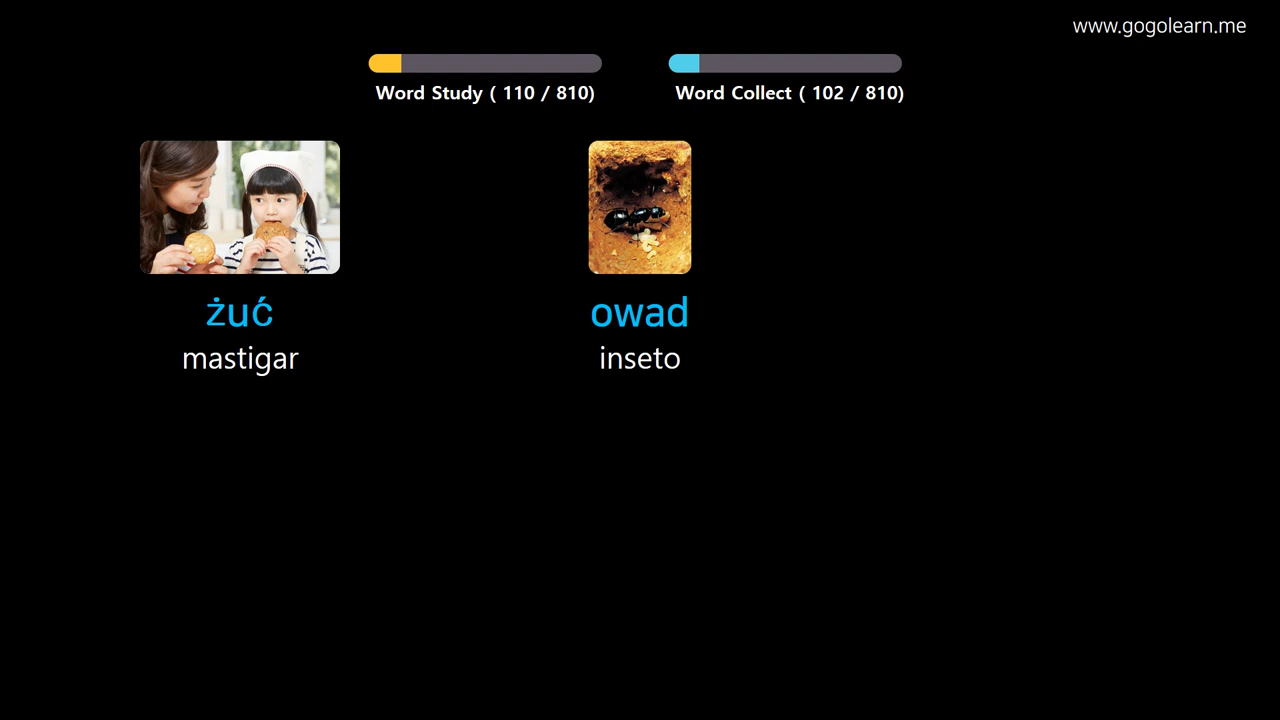 www.gogolearn.me
Word Study ( 110 / 810)
Word Collect ( 102 / 810)
żuć
mastigar
owad
inseto